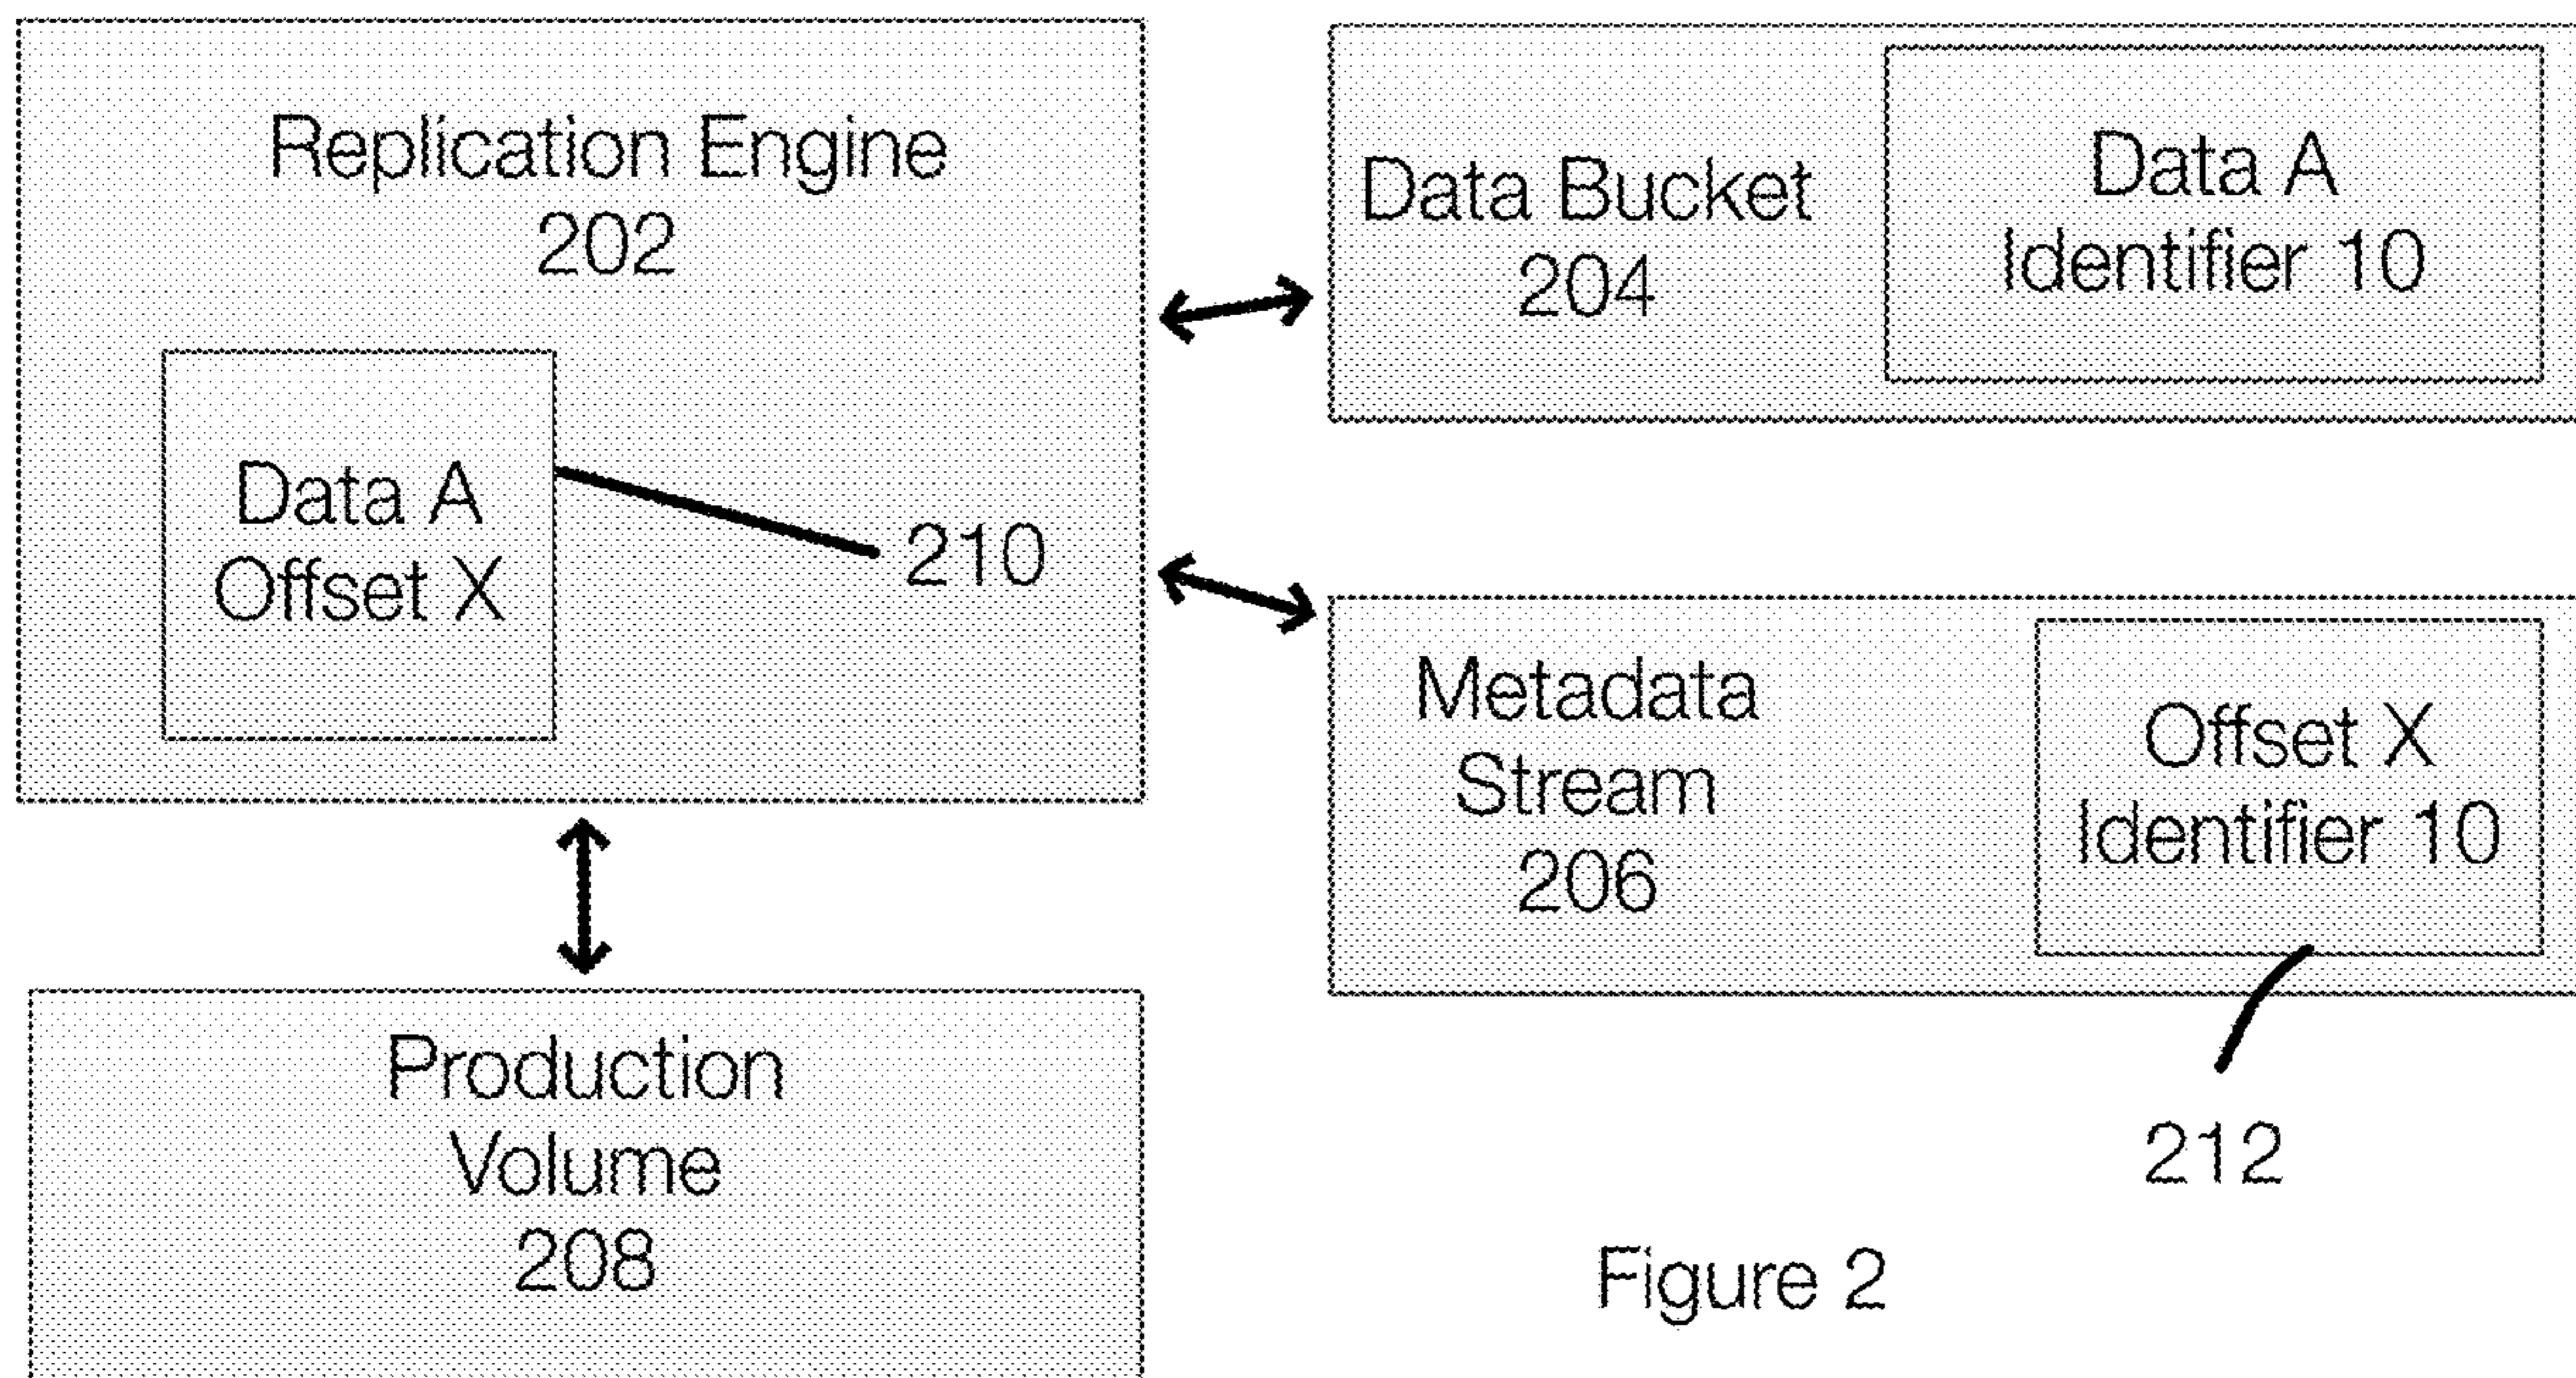 Replication Engine
202
Data A
Offset X
210
Data Bucket
204
Data A
Identifier 10
Metadata
Stream
206
Offset X
Identifier 10
212
Production
Volume
208
Figure 2